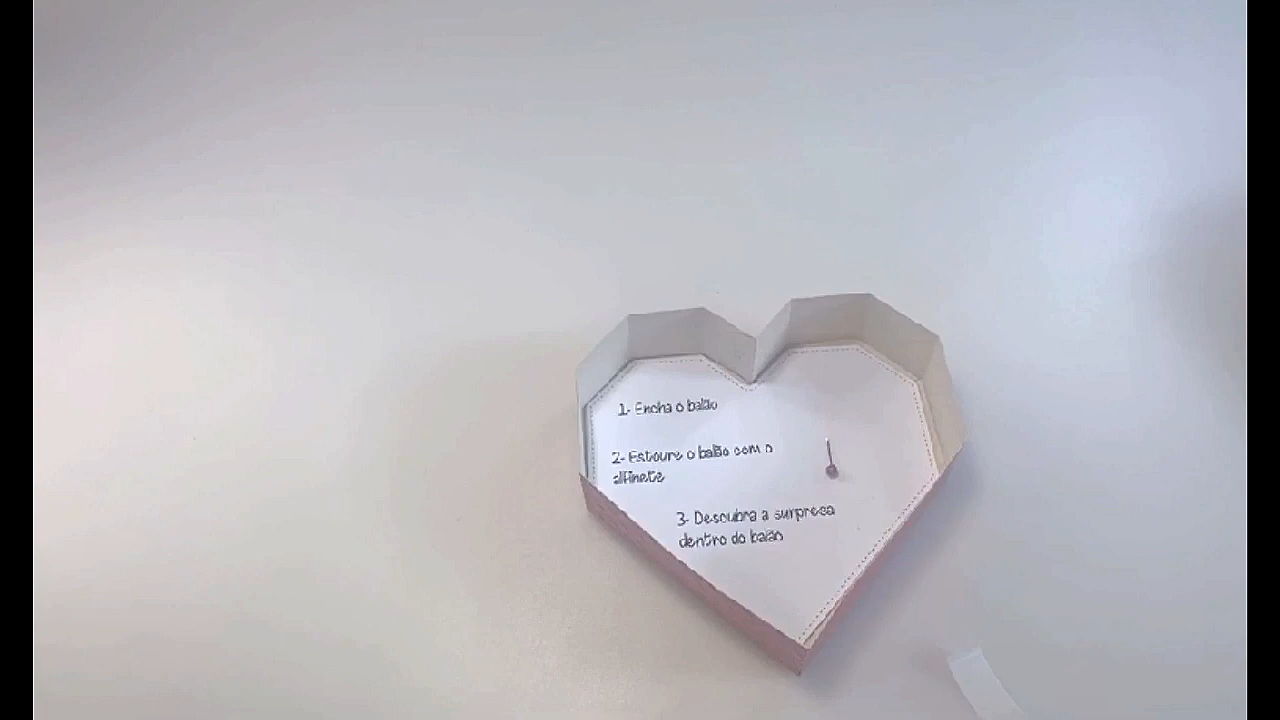 1- Encha o balão
2- Estoure o balão com o
alfinete
3- Descubra a surpresa
dentro do balão